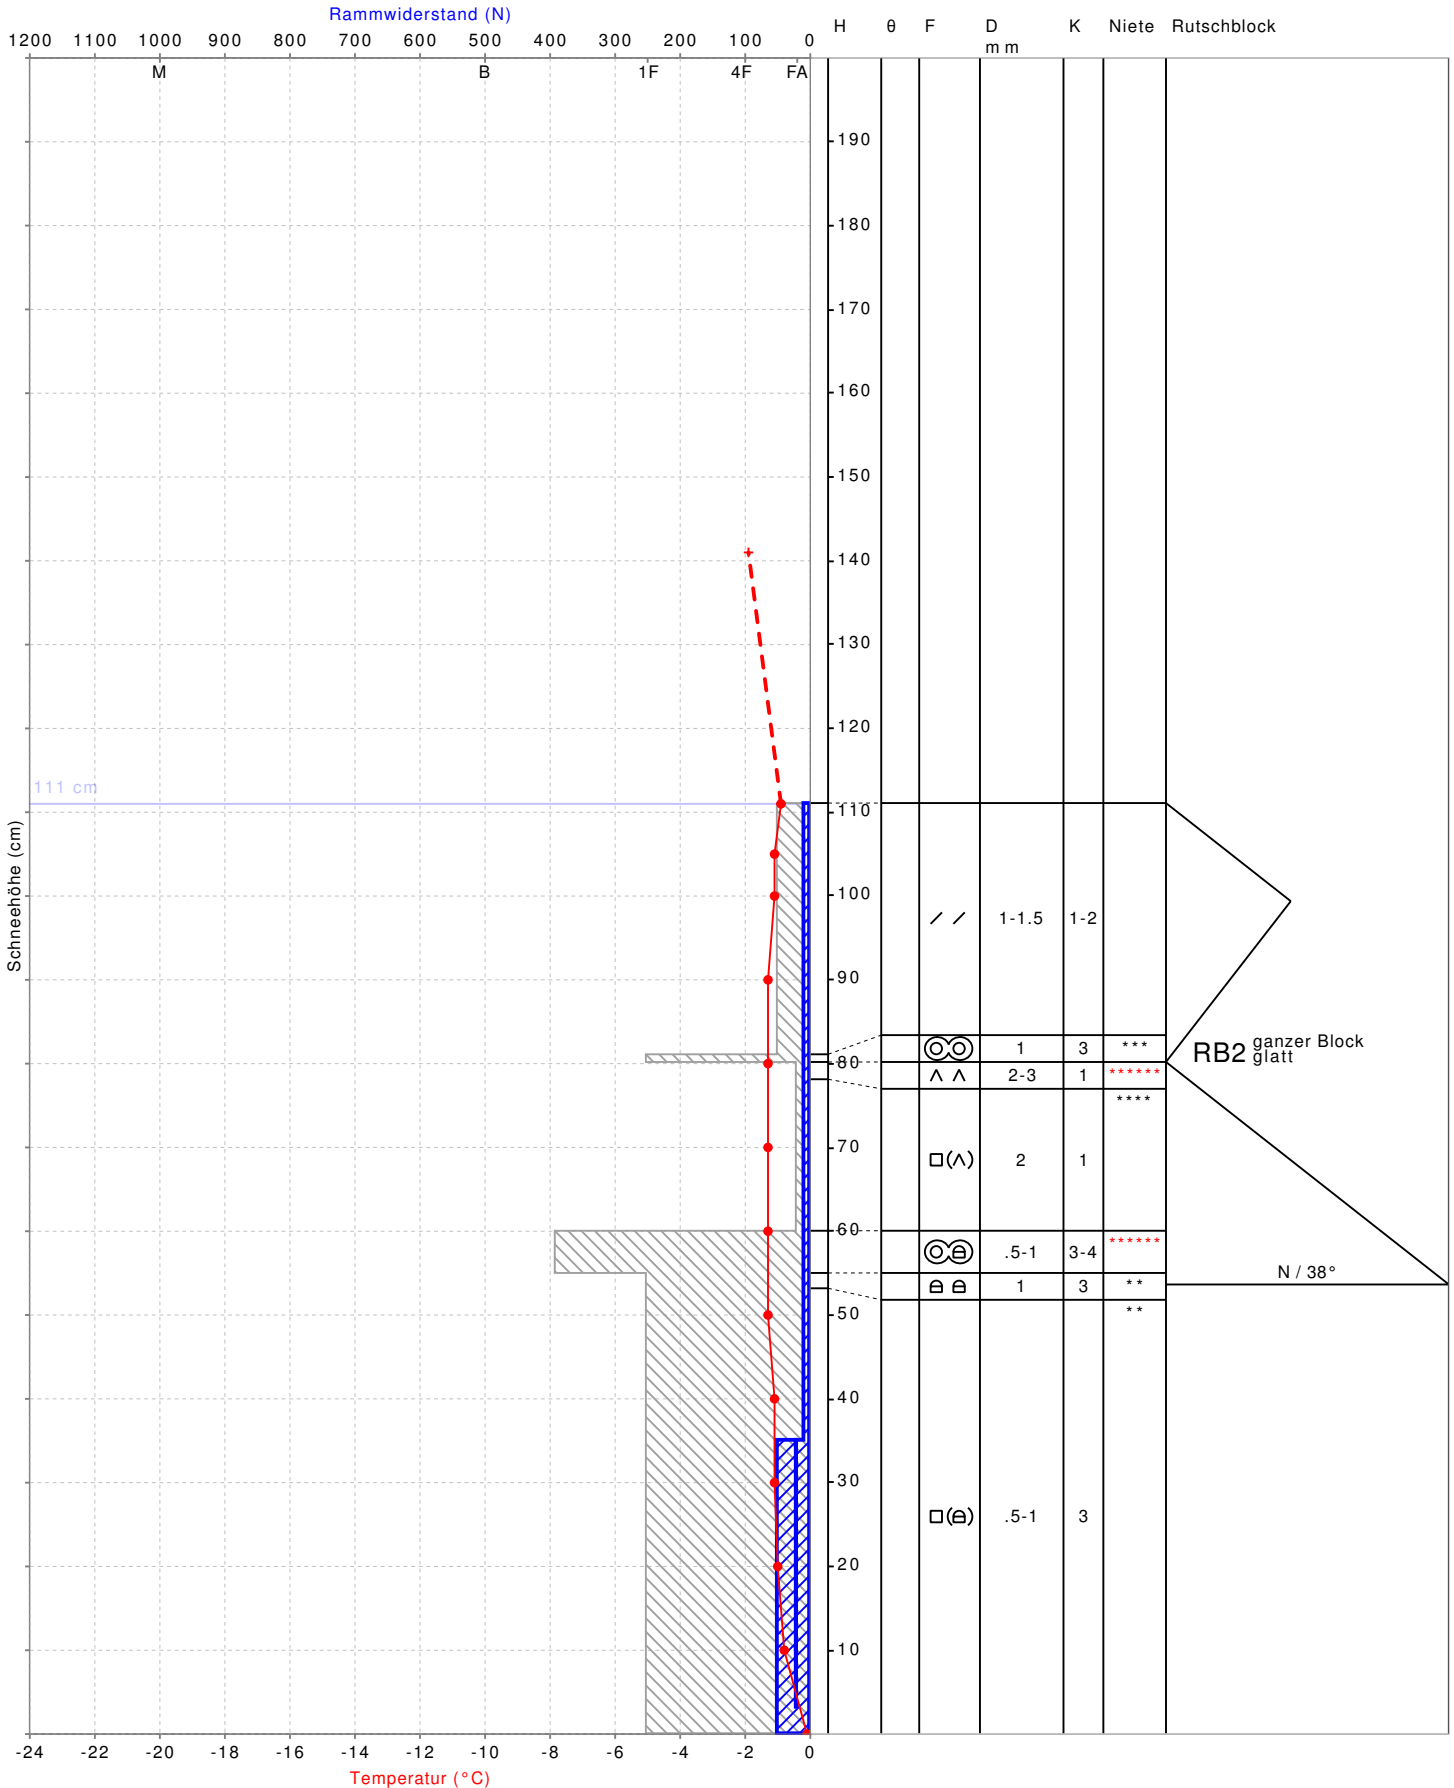 Rammwiderstand (N)
1200 1100 1000 900 800 700 600 500 400 300 200 100 0
H θ F D K Niete Rutschblock
m m
M B 1F 4F FA
190
180
170
160
150
140
130
120
111 cm
110
100
1-1.5 1-2
90
ganzer Block
1 3 ***
RB2
glatt
80
2-3 1 ******
****
70
2 1
60
******
.5-1 3-4
N / 38°
1 3 **
**
50
40
30
.5-1 3
20
10
Schneehöhe (cm)
-24 -22 -20 -18 -16 -14 -12 -10 -8 -6 -4 -2 0
Temperatur (°C)